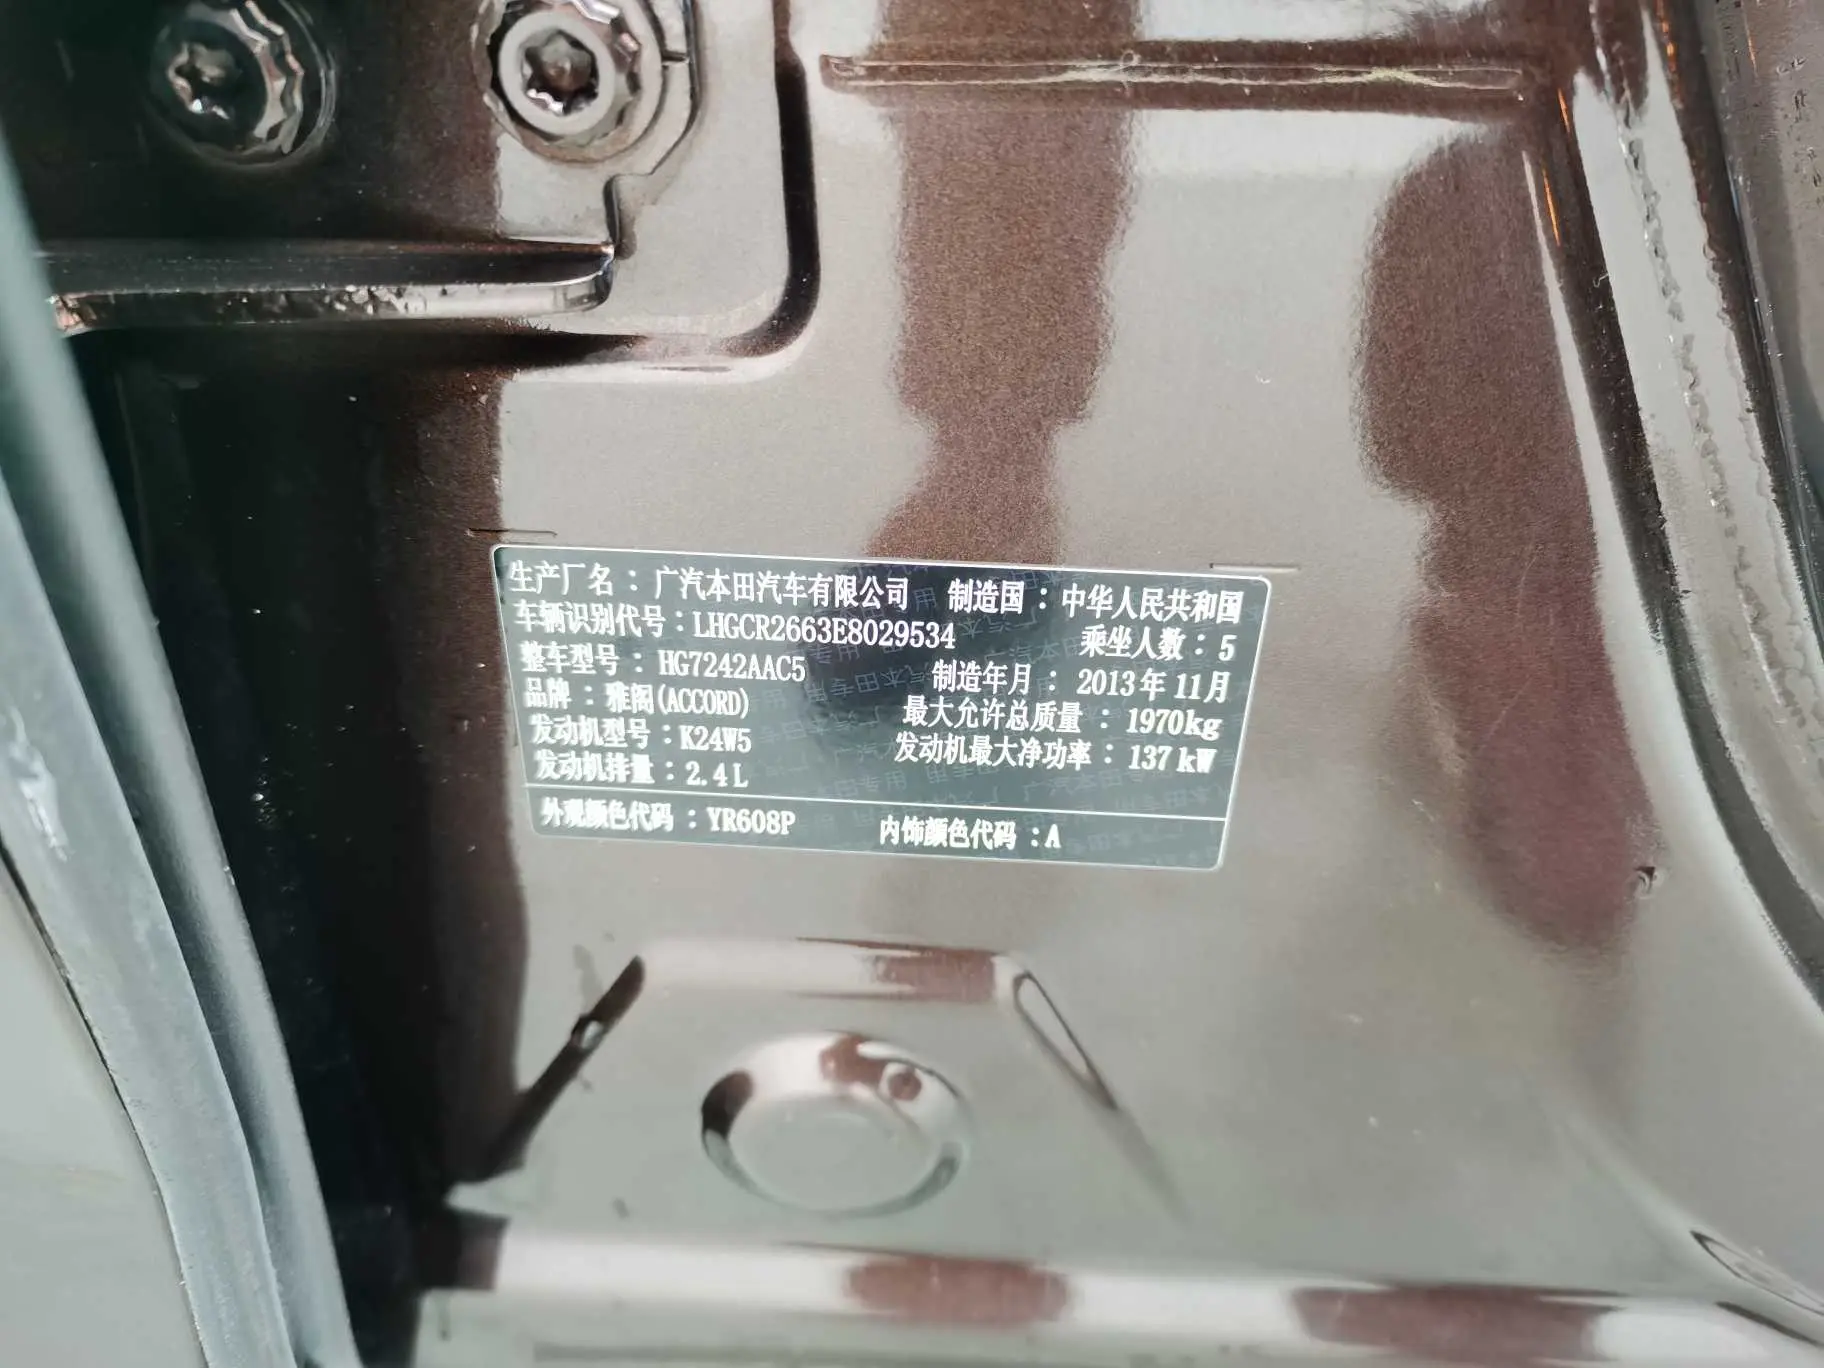 生产厂名：广汽本田汽车有限公司 制造国：中华人民共和国
车辆识别代号：LHGCR2663E8029534 乘坐人数：5
整车型号：HG7242AAC5 制造年月：2013年11月
品牌：雅阁(ACCORD) 最大允许总质量：1970kg
发动机型号：K24W5 发动机最大净功率：137kW
发动机排量：2.4L
外观颜色代码：YR608P 内饰颜色代码：A